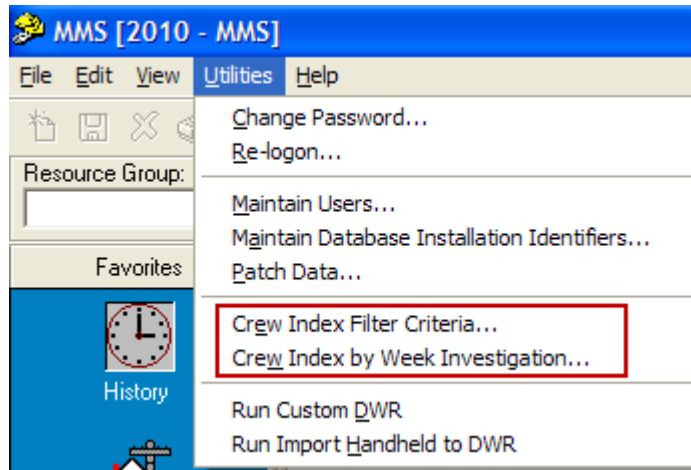 MMS [2010 - MMS]
File Edit View Utilities Help
Change Password...
Re-logon...
Resource Group:
Maintain Users...
Maintain Database Installation Identifiers...
Favorites
Patch Data...
Crew Index Filter Criteria...
Crew Index by Week Investigation...
History
Run Custom DWR
Run Import Handheld to DWR